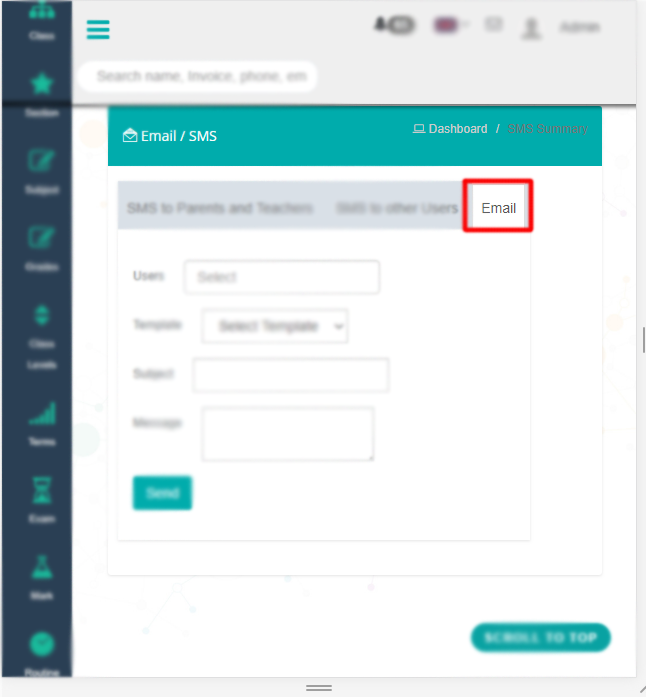 Class
Search name, Invoice, phone, em
Admin
Section
Email / SMS
Dashboard / SMS Summary
Subject
SMS to Parents and Teachers
SMS to other Users
Email
Grades
Users
Select
Class
Levels
Template
Select Template
Subject
Terms
Message
Send
Exam
Mark
SCROLL TO TOP
Routine